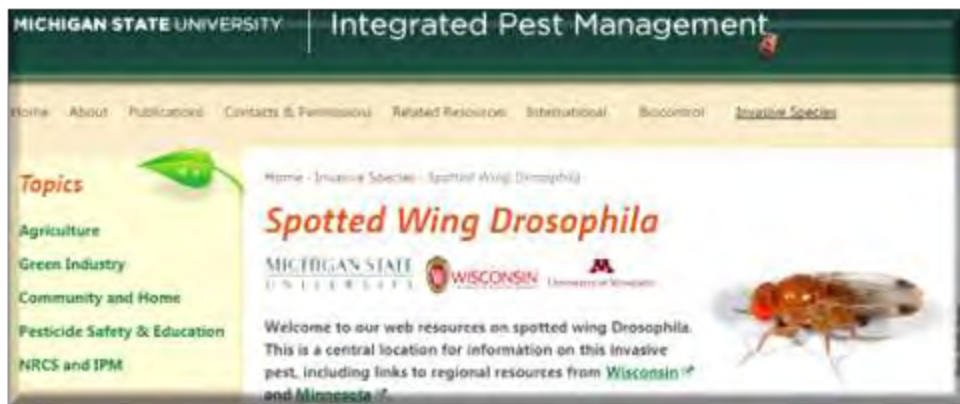 MICHIGAN STATE UNIVERSITY
Integrated Pest Management
Home About Publications Contacts & Permissions Related Resources International Biocontrol Invasive Species
Topics
Agriculture
Green Industry
Community and Home
Pesticide Safety & Education
NRCS and IPM
Home - Invasive Species - Spotted Wing Drosophila
Spotted Wing Drosophila
MICHIGAN STATE
UNIVERSITY
WISCONSIN
University of Minnesota
Welcome to our web resources on spotted wing Drosophila.
This is a central location for information on this invasive
pest, including links to regional resources from Wisconsin
and Minnesota.